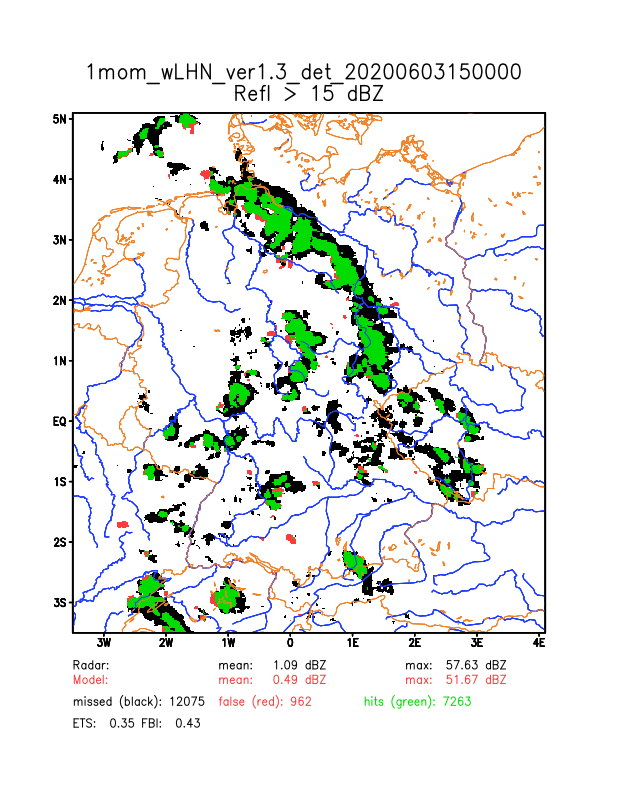 1mom_wLHN_ver1.3_det_20200603150000
Refl > 15 dBZ
5N
4N
3N
2N
1N
EQ
1S
2S
3S
3W 2W 1W 0 1E 2E 3E 4E
Radar: mean: 1.09 dBZ max: 57.63 dBZ
Model: mean: 0.49 dBZ max: 51.67 dBZ
missed (black): 12075 false (red): 962 hits (green): 7263
ETS: 0.35 FBI: 0.43